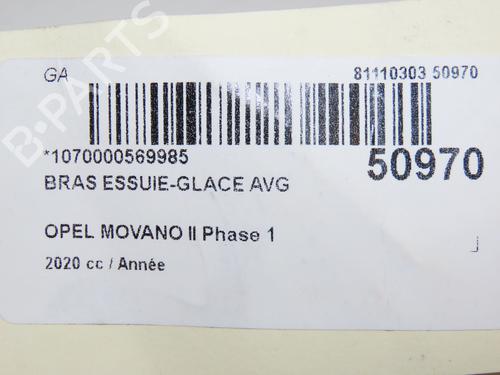 B-PARTS
GA
81110303 50970
*1070000569985
50970
BRAS ESSUIE-GLACE AVG
OPEL MOVANO II Phase 1
2020 cc / Année